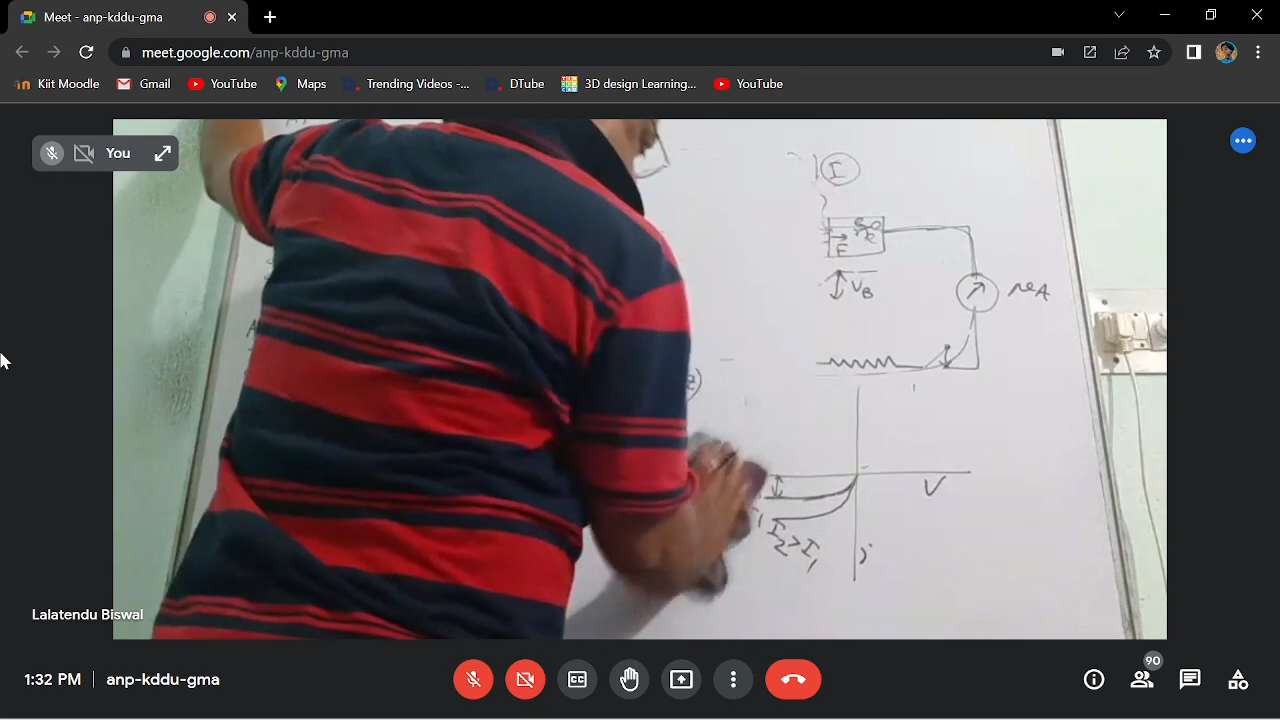 Meet - anp-kddu-gma
meet.google.com/anp-kddu-gma
Kiit Moodle Gmail YouTube Maps Trending Videos -... DTube 3D design Learning... YouTube
You
I
E
V_B
μA
V
I₂>I₁
i
Lalatendu Biswal
1:32 PM anp-kddu-gma
CC
90